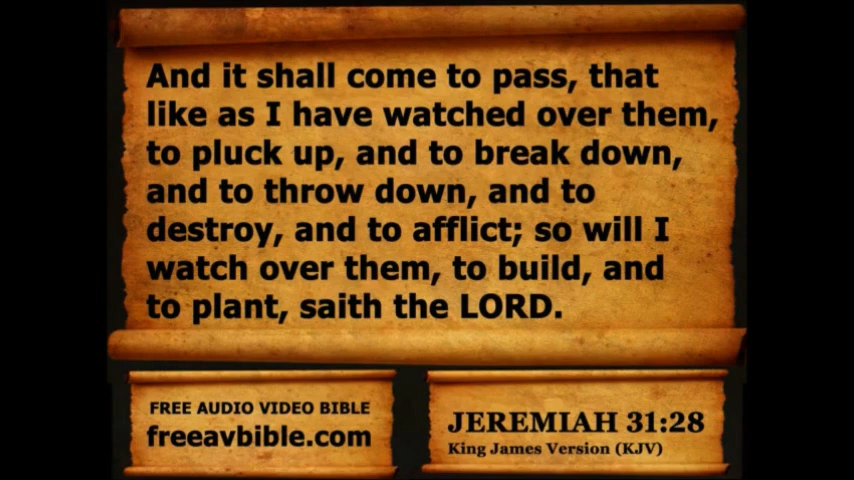 And it shall come to pass, that
like as I have watched over them,
to pluck up, and to break down,
and to throw down, and to
destroy, and to afflict; so will I
watch over them, to build, and
to plant, saith the LORD.
FREE AUDIO VIDEO BIBLE
freeavbible.com
JEREMIAH 31:28
King James Version (KJV)